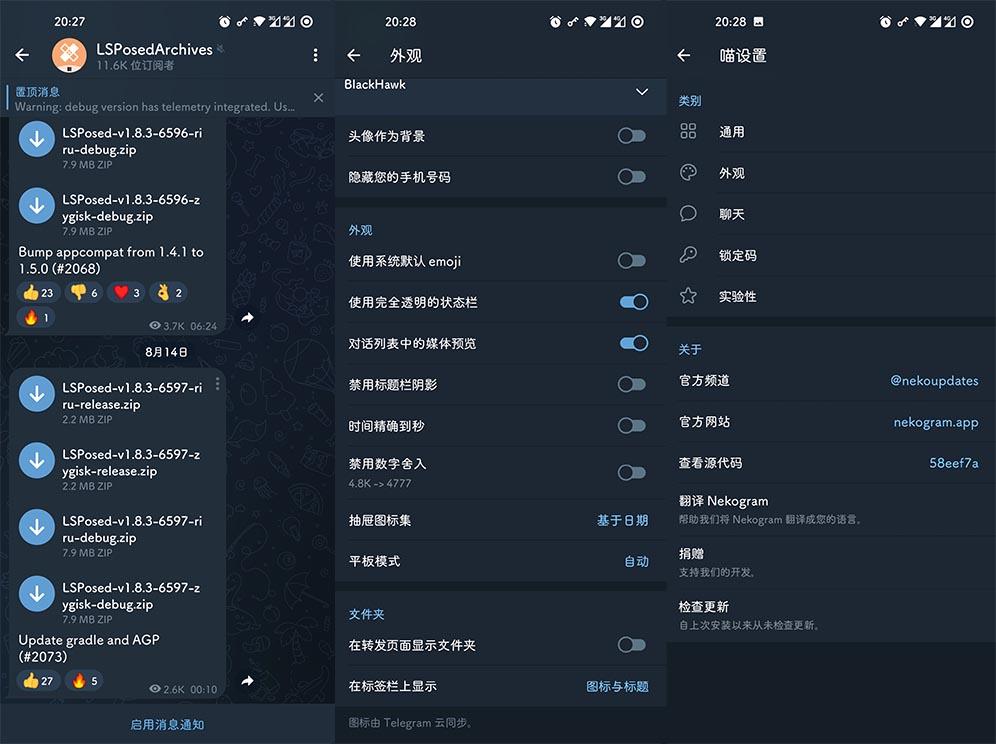 20:27
LSPosedArchives
11.6K 位订阅者
置顶消息
Warning: debug version has telemetry integrated. Us...
LSPosed-v1.8.3-6596-ri
ru-debug.zip
7.9 MB ZIP
LSPosed-v1.8.3-6596-z
ygisk-debug.zip
7.9 MB ZIP
Bump appcompat from 1.4.1 to
1.5.0 (#2068)
23 6 3 2
1
3.7K 06:24
8月14日
LSPosed-v1.8.3-6597-ri
ru-release.zip
2.2 MB ZIP
LSPosed-v1.8.3-6597-z
ygisk-release.zip
2.2 MB ZIP
LSPosed-v1.8.3-6597-ri
ru-debug.zip
7.9 MB ZIP
LSPosed-v1.8.3-6597-z
ygisk-debug.zip
7.9 MB ZIP
Update gradle and AGP
(#2073)
27 5
2.6K 00:10
启用消息通知
20:28
外观
BlackHawk
头像作为背景
隐藏您的手机号码
外观
使用系统默认 emoji
使用完全透明的状态栏
对话列表中的媒体预览
禁用标题栏阴影
时间精确到秒
禁用数字舍入
4.8K -> 4777
抽屉图标集 基于日期
平板模式 自动
文件夹
在转发页面显示文件夹
在标签栏上显示 图标与标题
图标由 Telegram 云同步。
20:28
喵设置
类别
通用
外观
聊天
锁定码
实验性
关于
官方频道 @nekoupdates
官方网站 nekogram.app
查看源代码 58eef7a
翻译 Nekogram
帮助我们将 Nekogram 翻译成您的语言。
捐赠
支持我们的开发。
检查更新
自上次安装以来从未检查更新。